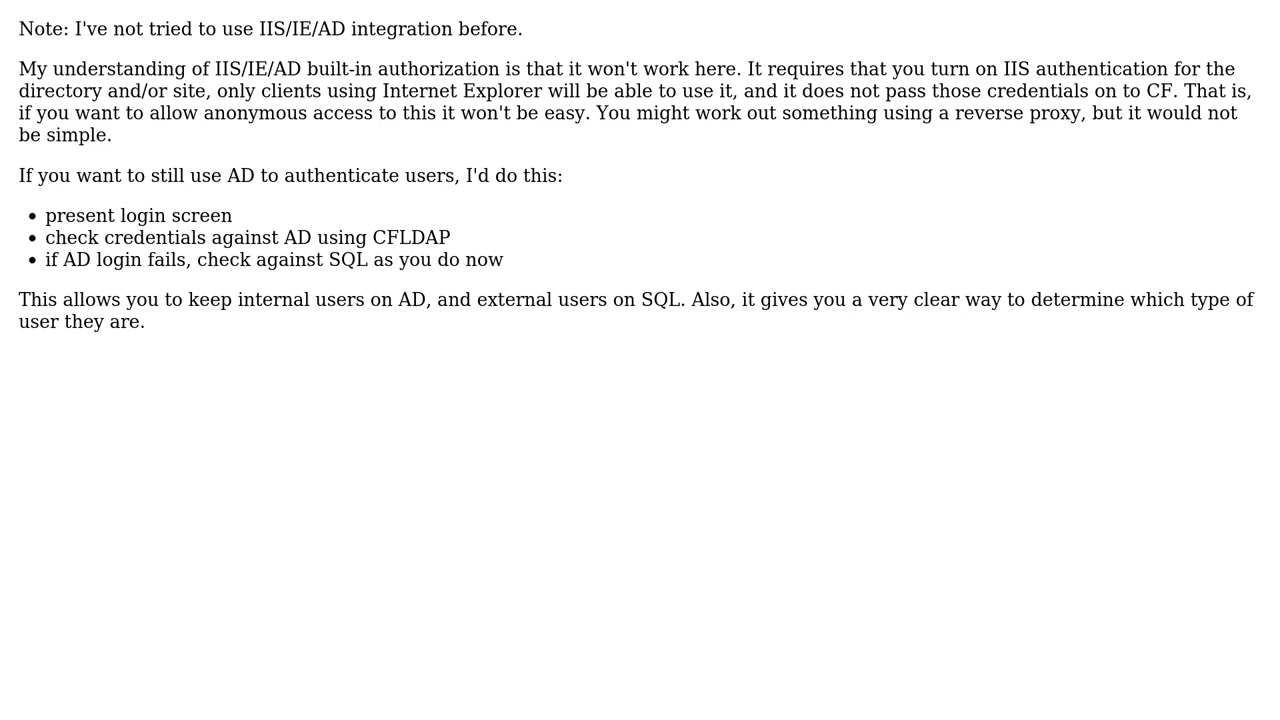 Note: I've not tried to use IIS/IE/AD integration before.
My understanding of IIS/IE/AD built-in authorization is that it won't work here. It requires that you turn on IIS authentication for the
directory and/or site, only clients using Internet Explorer will be able to use it, and it does not pass those credentials on to CF. That is,
if you want to allow anonymous access to this it won't be easy. You might work out something using a reverse proxy, but it would not
be simple.
If you want to still use AD to authenticate users, I'd do this:
• present login screen
• check credentials against AD using CFLDAP
• if AD login fails, check against SQL as you do now
This allows you to keep internal users on AD, and external users on SQL. Also, it gives you a very clear way to determine which type of
user they are.